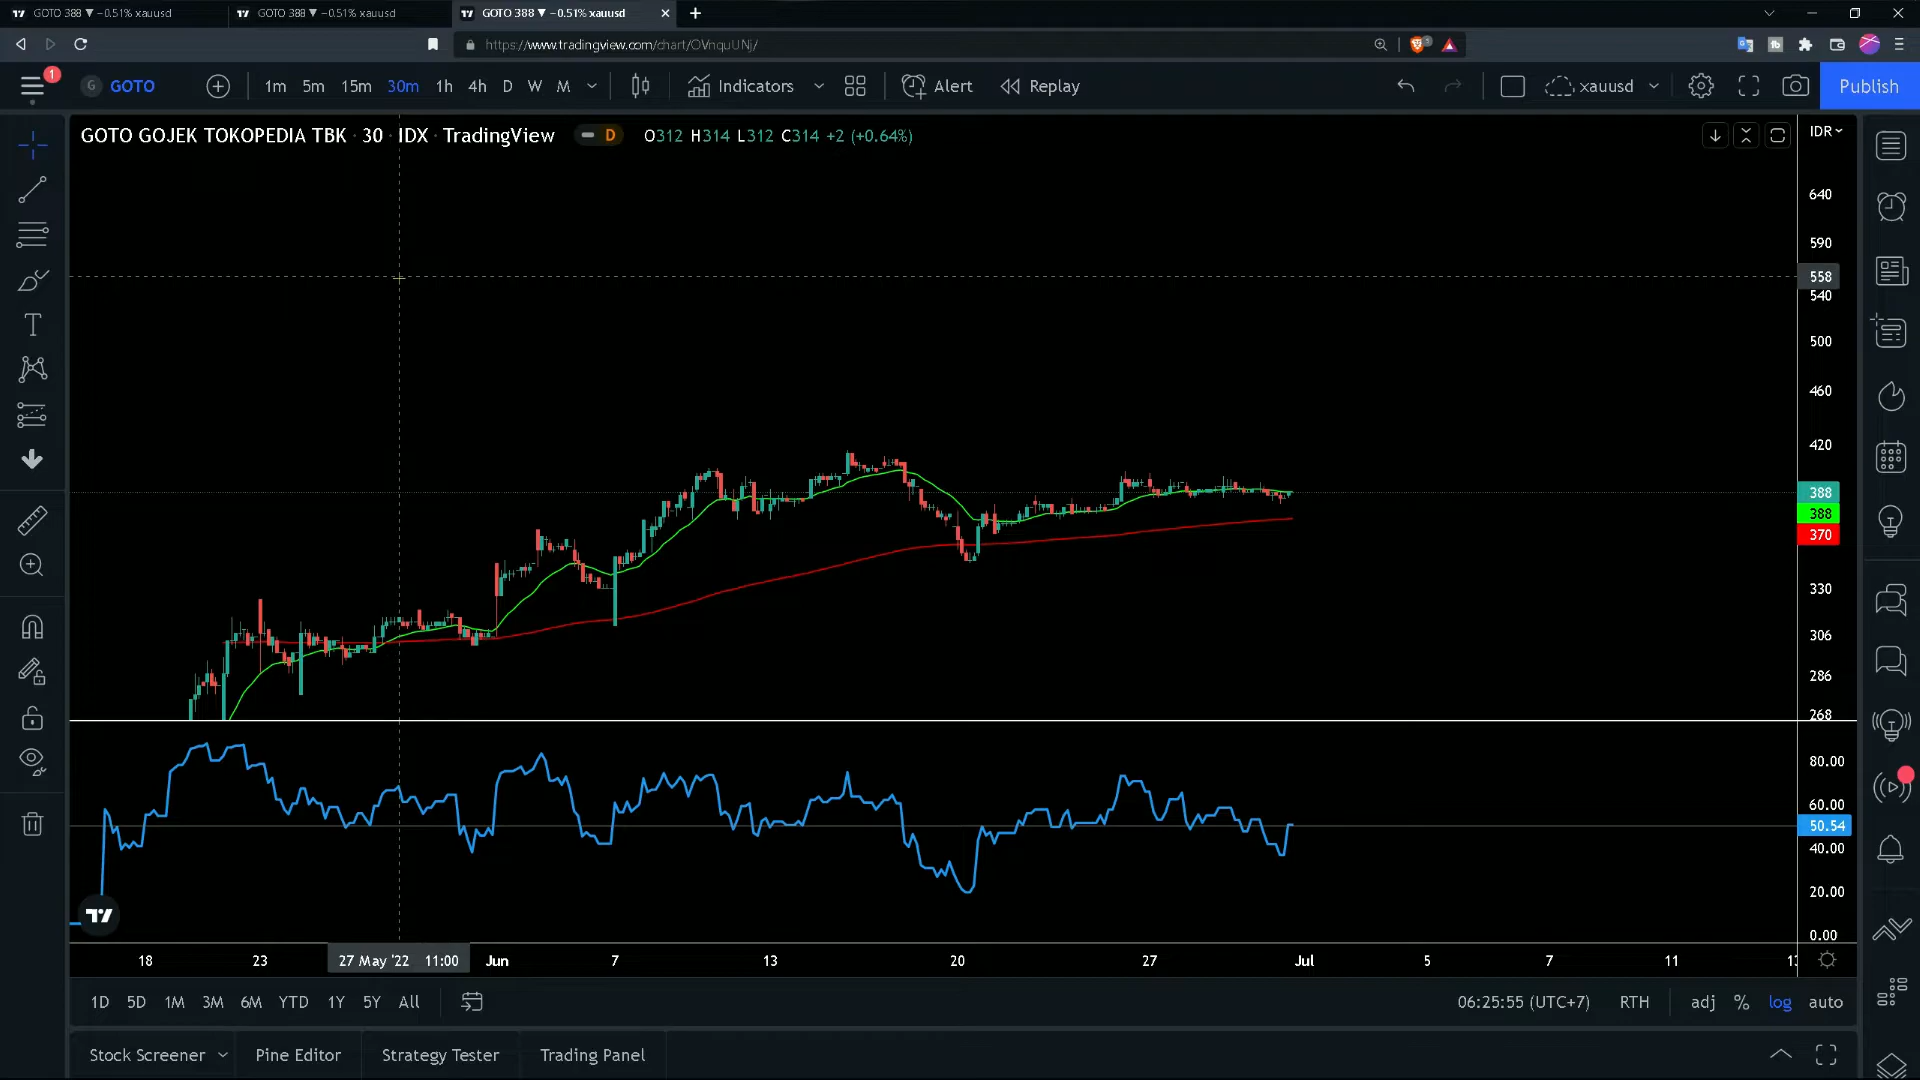 GOTO 388 ▼ −0.51% xauusd
GOTO 388 ▼ −0.51% xauusd
GOTO 388 ▼ −0.51% xauusd
https://www.tradingview.com/chart/OVnquUNj/
1
GOTO
1m 5m 15m 30m 1h 4h D W M
Indicators
Alert
Replay
xauusd
Publish
GOTO GOJEK TOKOPEDIA TBK · 30 · IDX · TradingView
D
O312 H314 L312 C314 +2 (+0.64%)
IDR
640
590
558
540
500
460
420
388
388
370
330
306
286
268
80.00
60.00
50.54
40.00
20.00
0.00
18 23 27 May '22 11:00 Jun 7 13 20 27 Jul 5 7 11
1D 5D 1M 3M 6M YTD 1Y 5Y All
06:25:55 (UTC+7) RTH adj % log auto
Stock Screener Pine Editor Strategy Tester Trading Panel